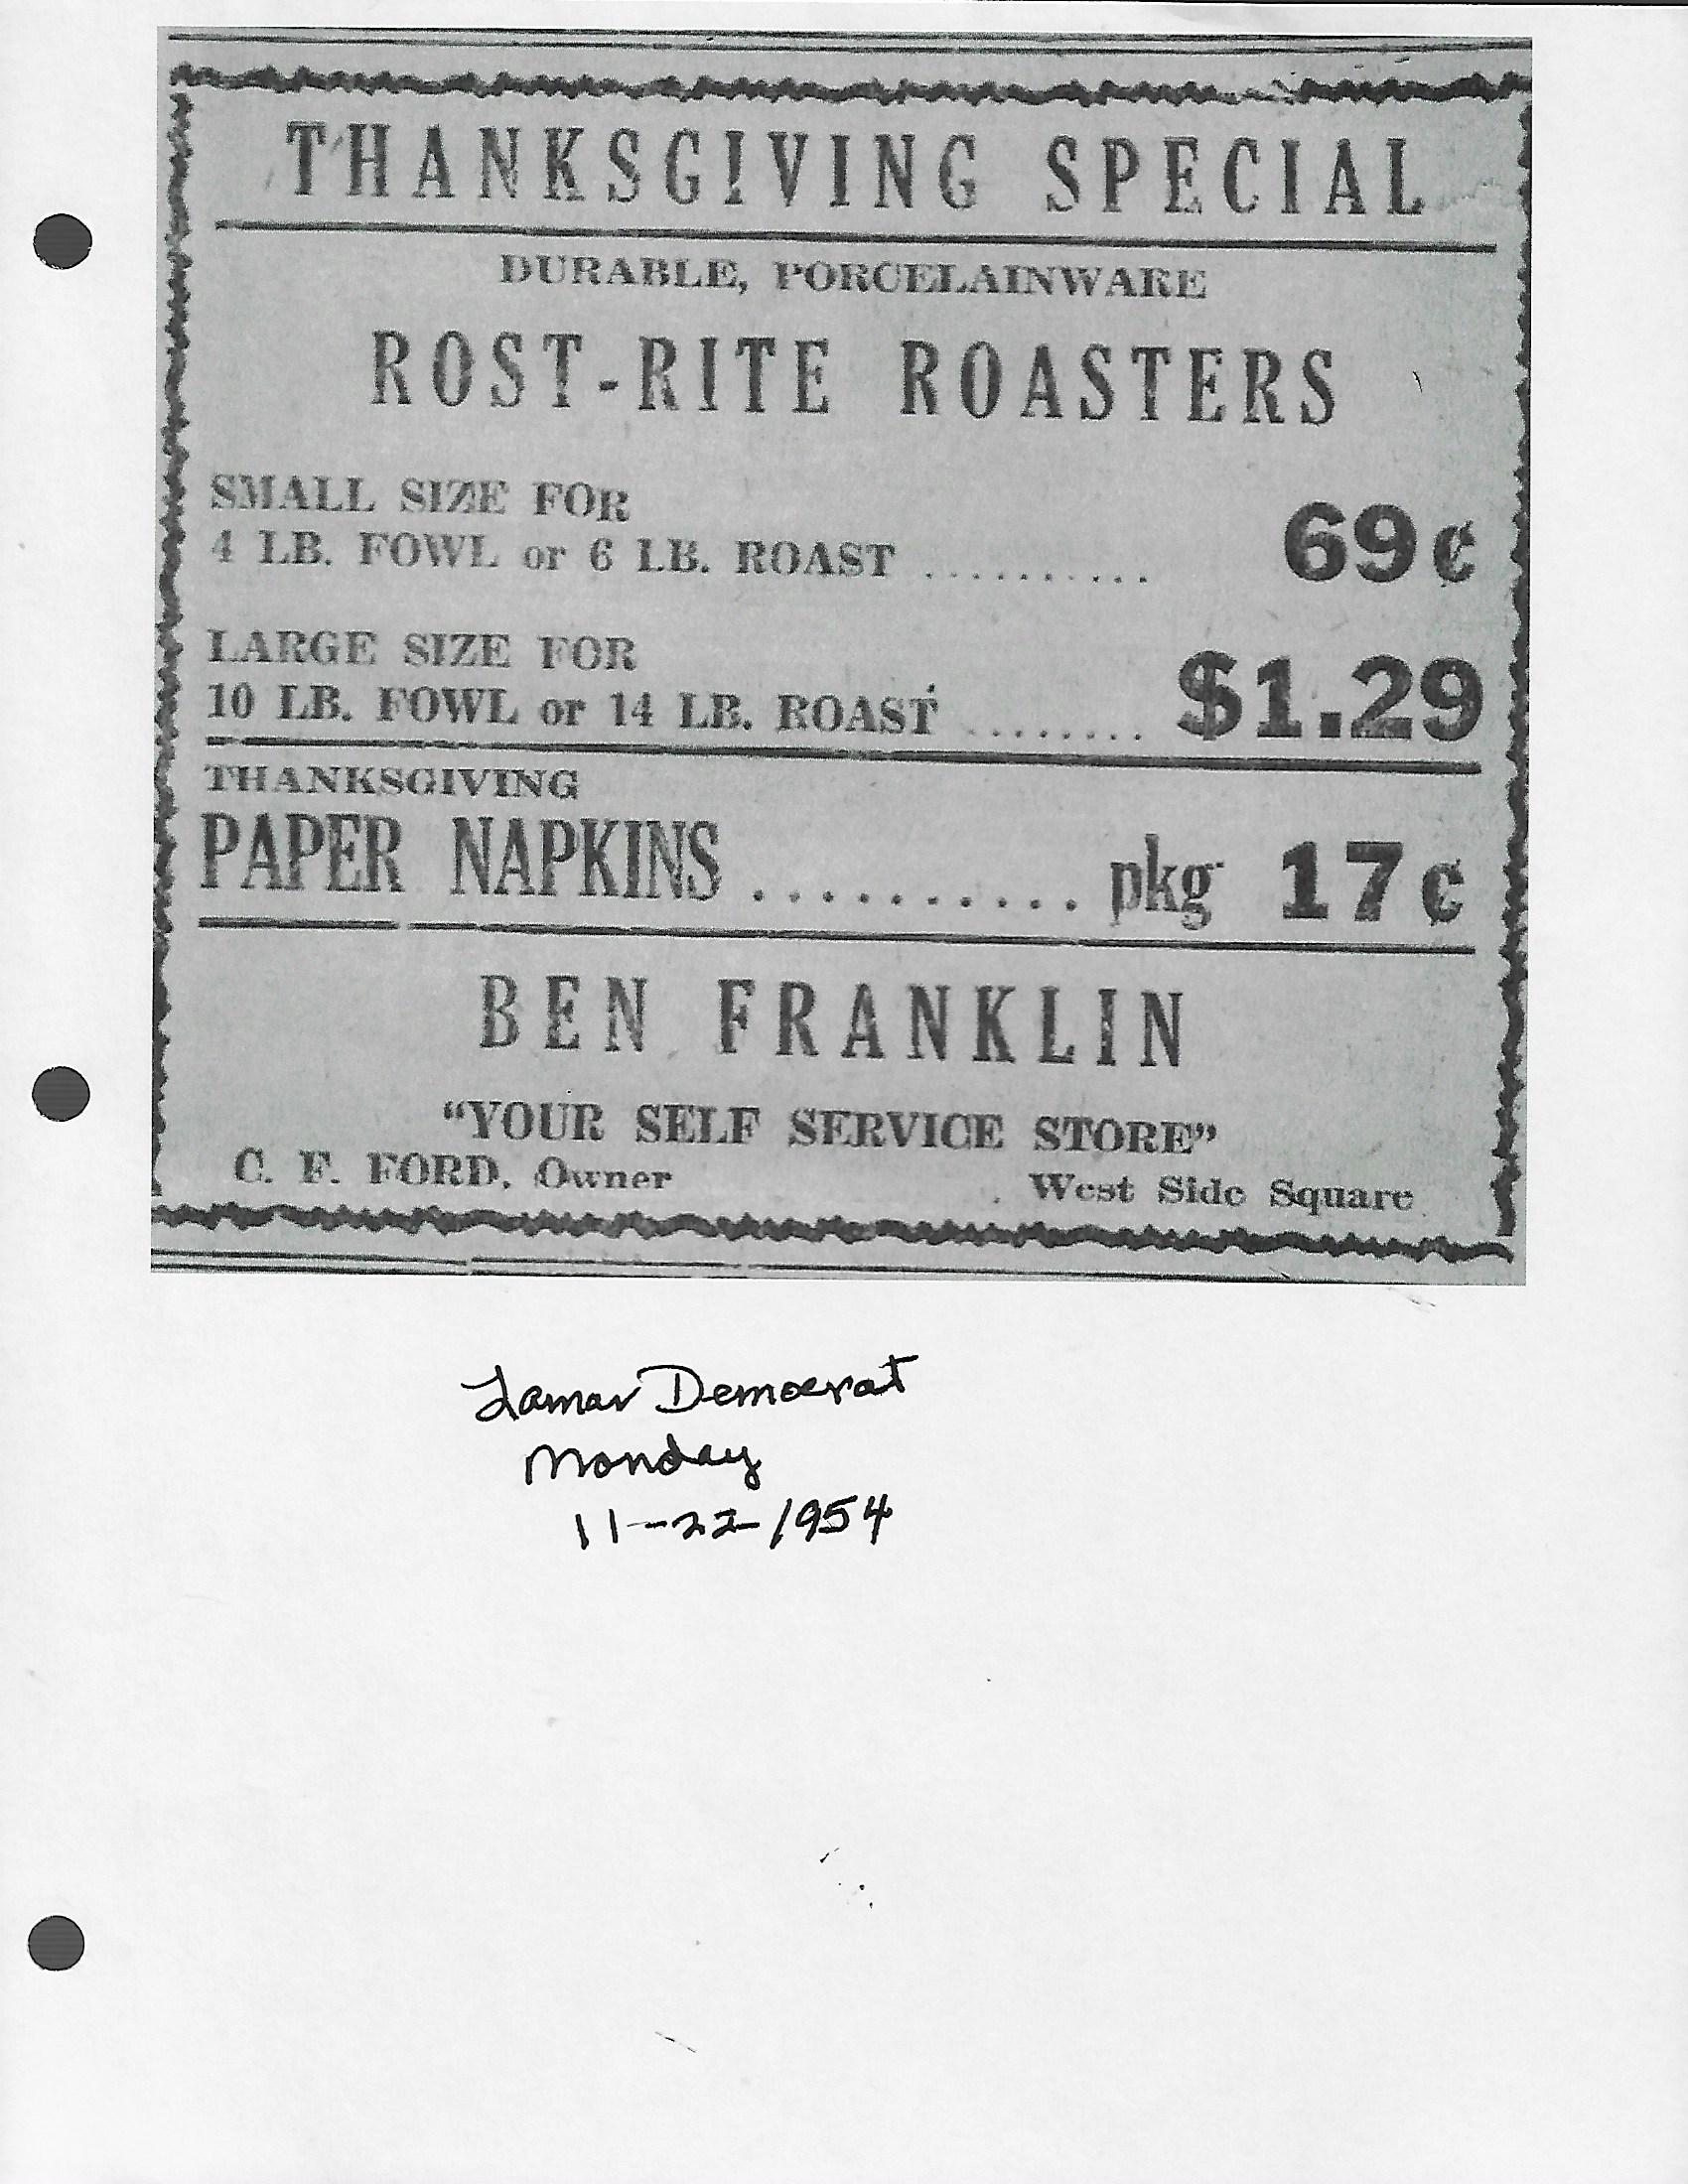 THANKSGIVING SPECIAL
DURABLE, PORCELAINWARE
ROST-RITE ROASTERS
SMALL SIZE FOR
4 LB. FOWL or 6 LB. ROAST ........... 69¢
LARGE SIZE FOR
10 LB. FOWL or 14 LB. ROAST ........ $1.29
THANKSGIVING
PAPER NAPKINS .......... pkg 17¢
BEN FRANKLIN
“YOUR SELF SERVICE STORE”
C. F. FORD, Owner West Side Square
Lamar Democrat
Monday
11-22-1954